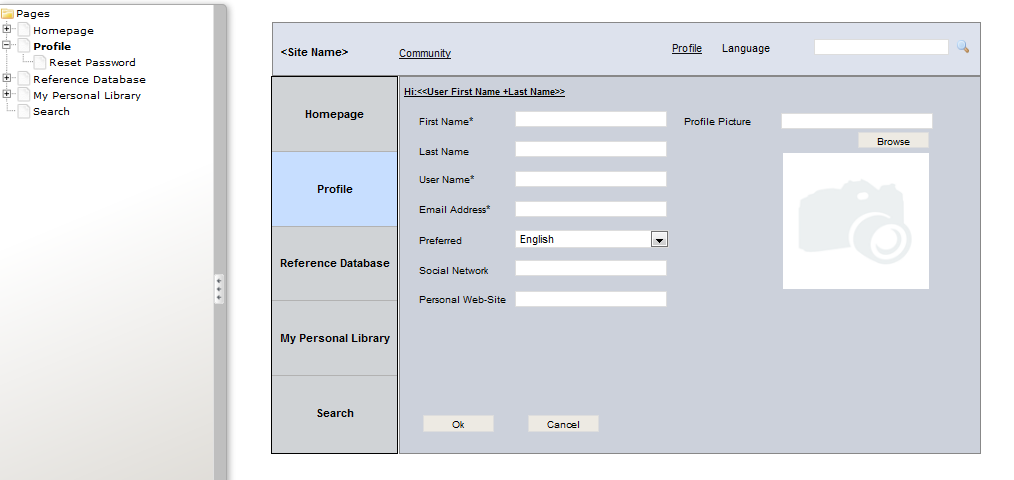 Pages
Homepage
Profile
Reset Password
Reference Database
My Personal Library
Search
<Site Name>
Community
Profile
Language
Homepage
Profile
Reference Database
My Personal Library
Search
Hi:<<User First Name +Last Name>>
First Name*
Last Name
User Name*
Email Address*
Preferred
English
Social Network
Personal Web-Site
Profile Picture
Browse
Ok
Cancel